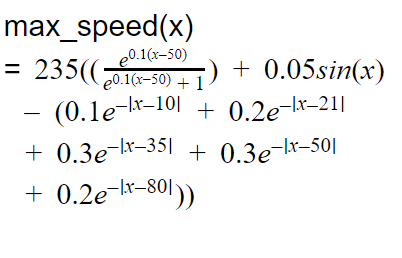 max_speed(x)
= 235((e^{0.1(x−50)}/(e^{0.1(x−50)} + 1)) + 0.05sin(x)
− (0.1e^{−|x−10|} + 0.2e^{−|x−21|}
+ 0.3e^{−|x−35|} + 0.3e^{−|x−50|}
+ 0.2e^{−|x−80|}))